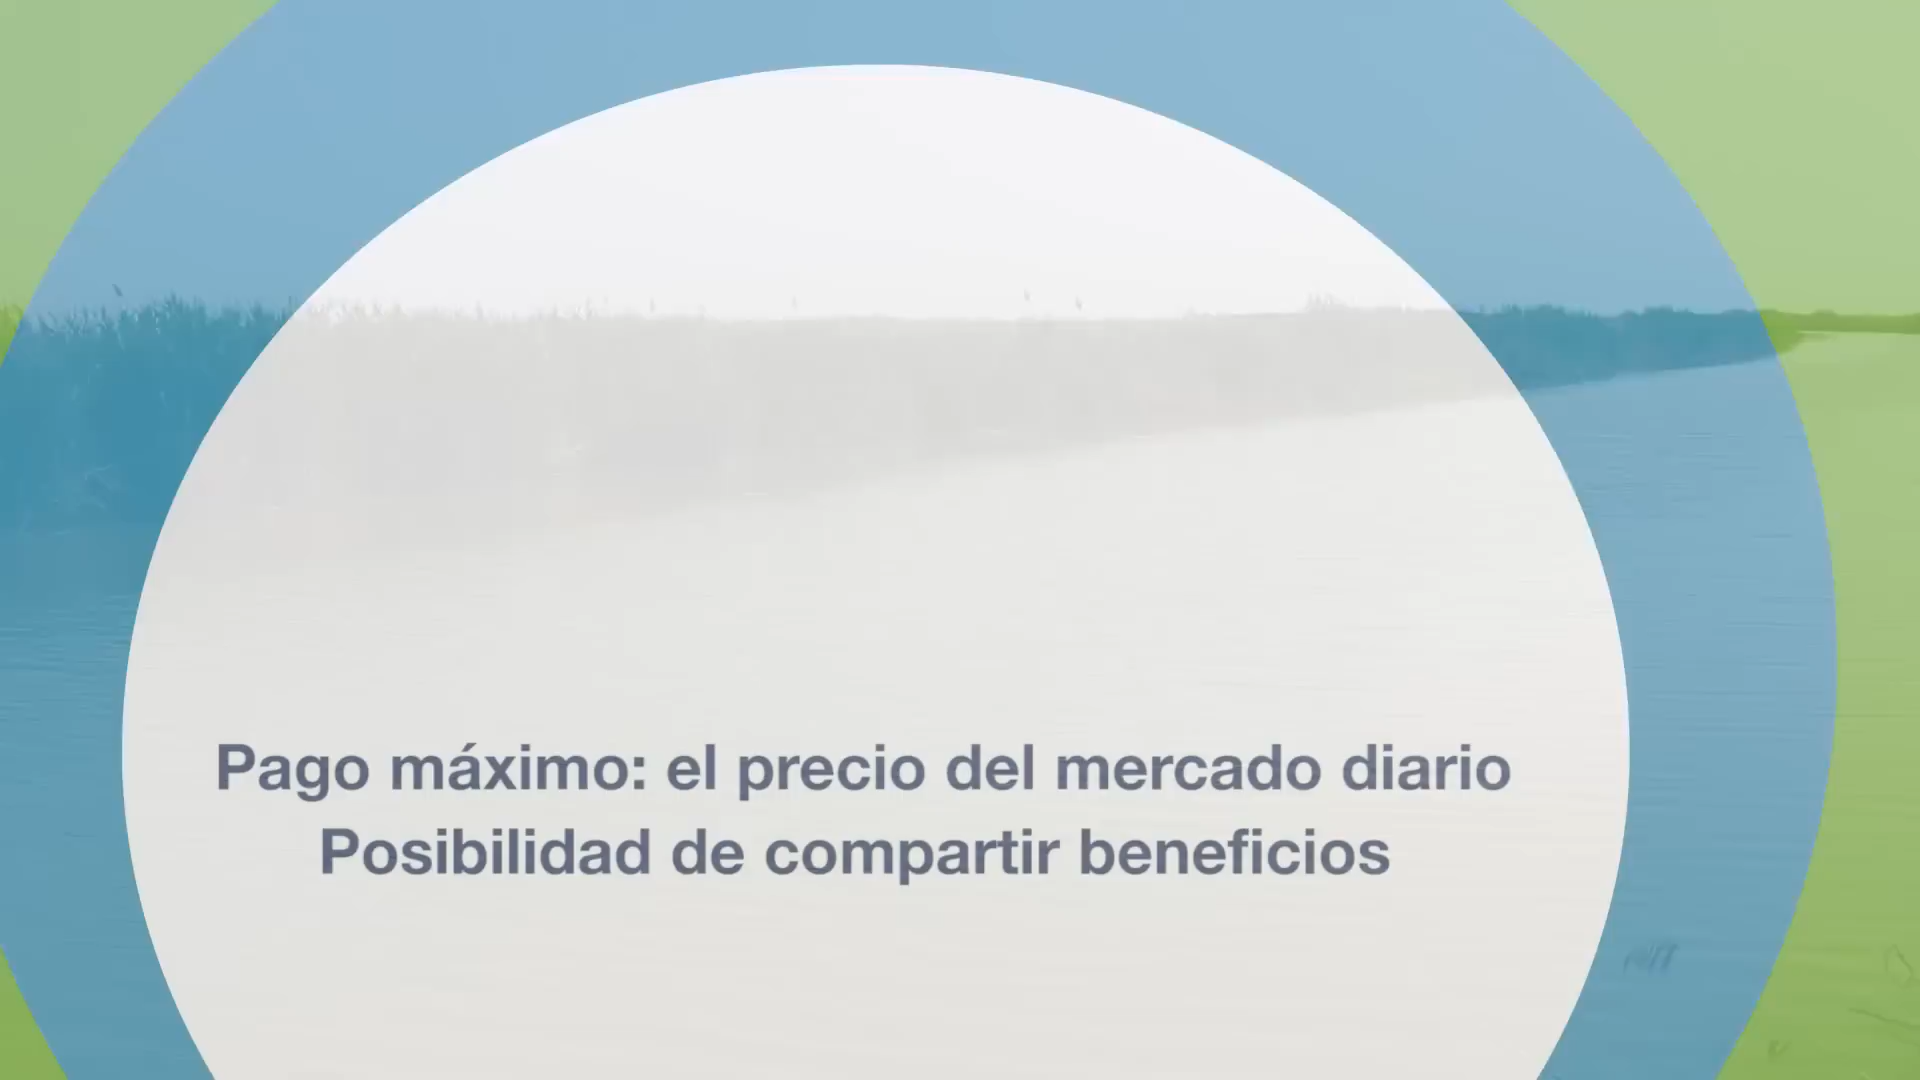 Pago máximo: el precio del mercado diario
Posibilidad de compartir beneficios